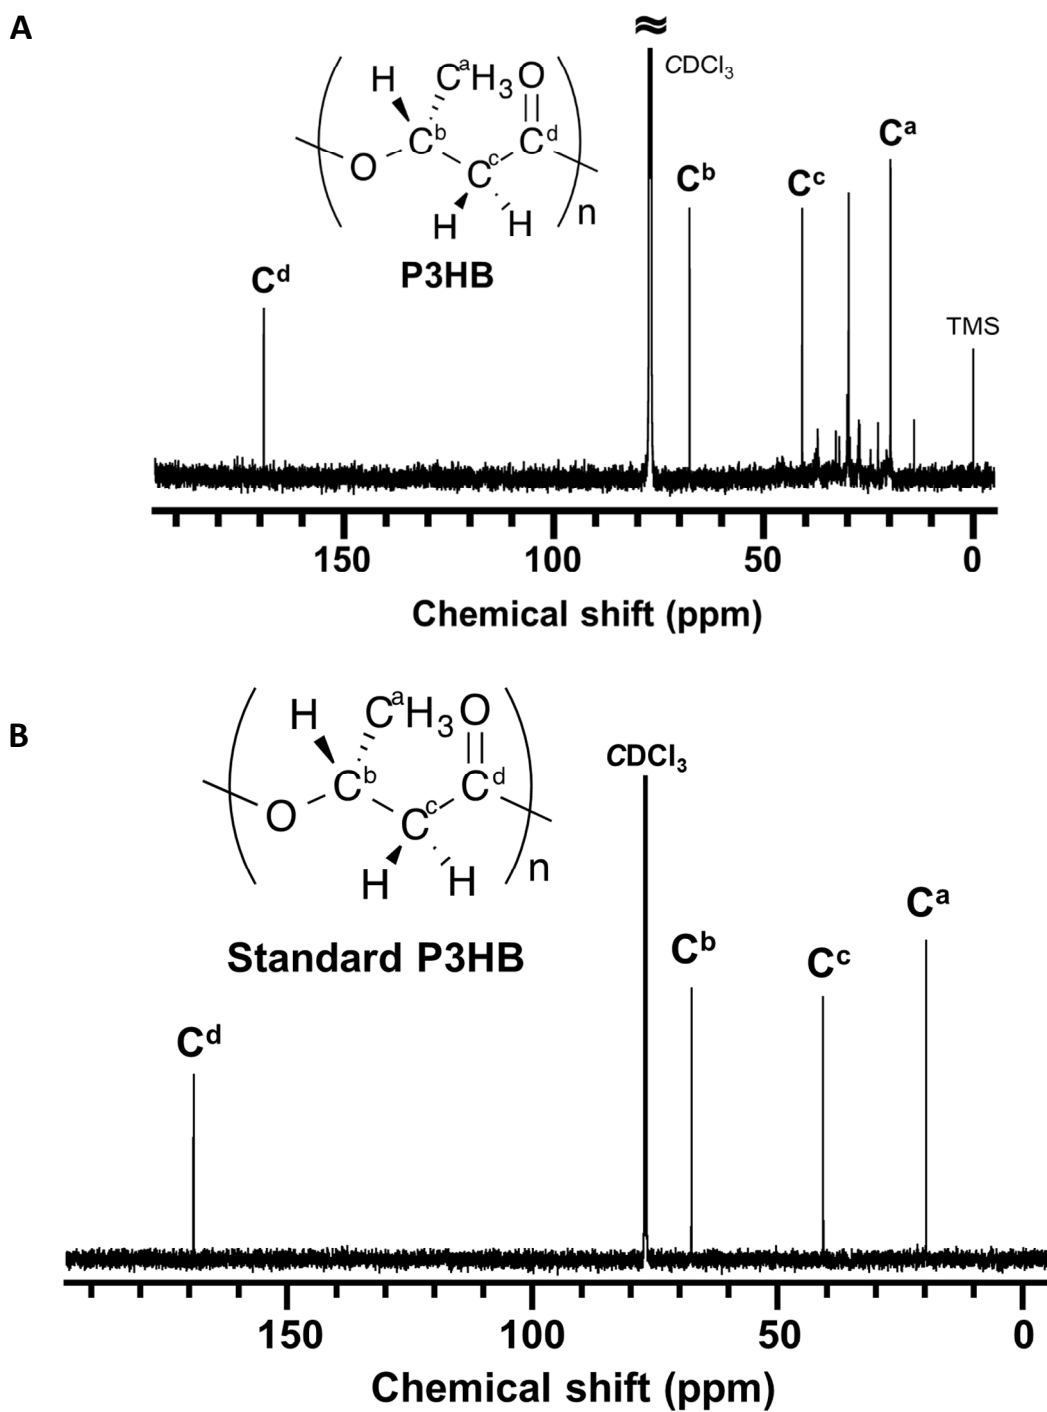 A
≈
CDCl₃
H CᵃH₃ O
Cᵇ Cᵈ
O Cᶜ
H H n
P3HB
Cᵈ
Cᵇ
Cᶜ
Cᵃ
TMS
150 100 50 0
Chemical shift (ppm)
B
CDCl₃
H CᵃH₃ O
Cᵇ Cᵈ
O Cᶜ
H H n
Standard P3HB
Cᵈ
Cᵇ
Cᶜ
Cᵃ
150 100 50 0
Chemical shift (ppm)